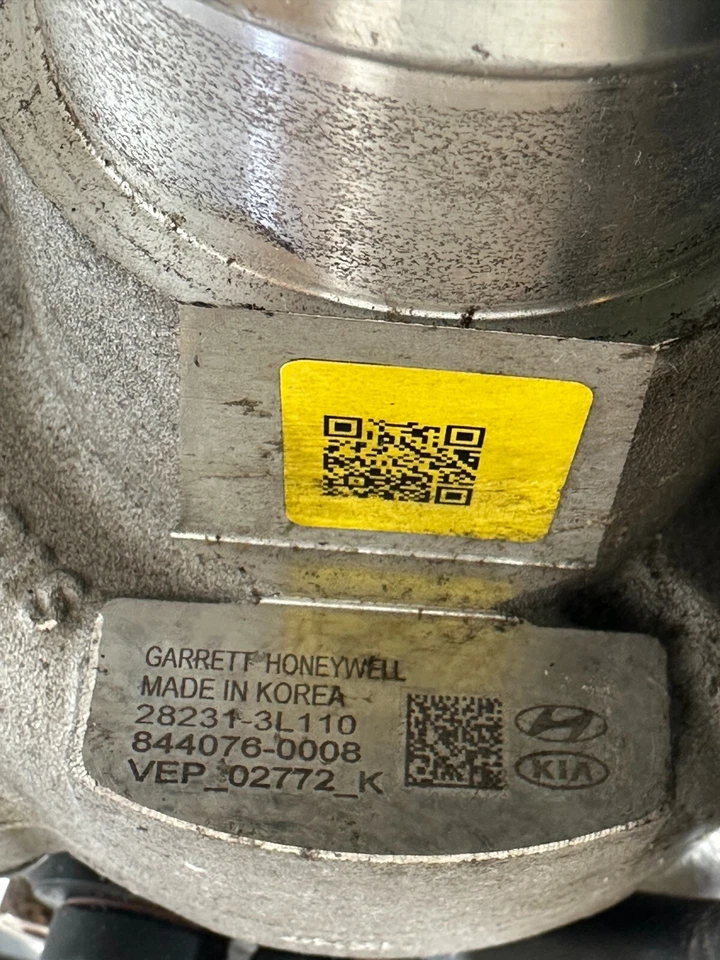 GARRETT HONEYWELL
MADE IN KOREA
28231-3L110
844076-0008
VEP_02772_K
KIA